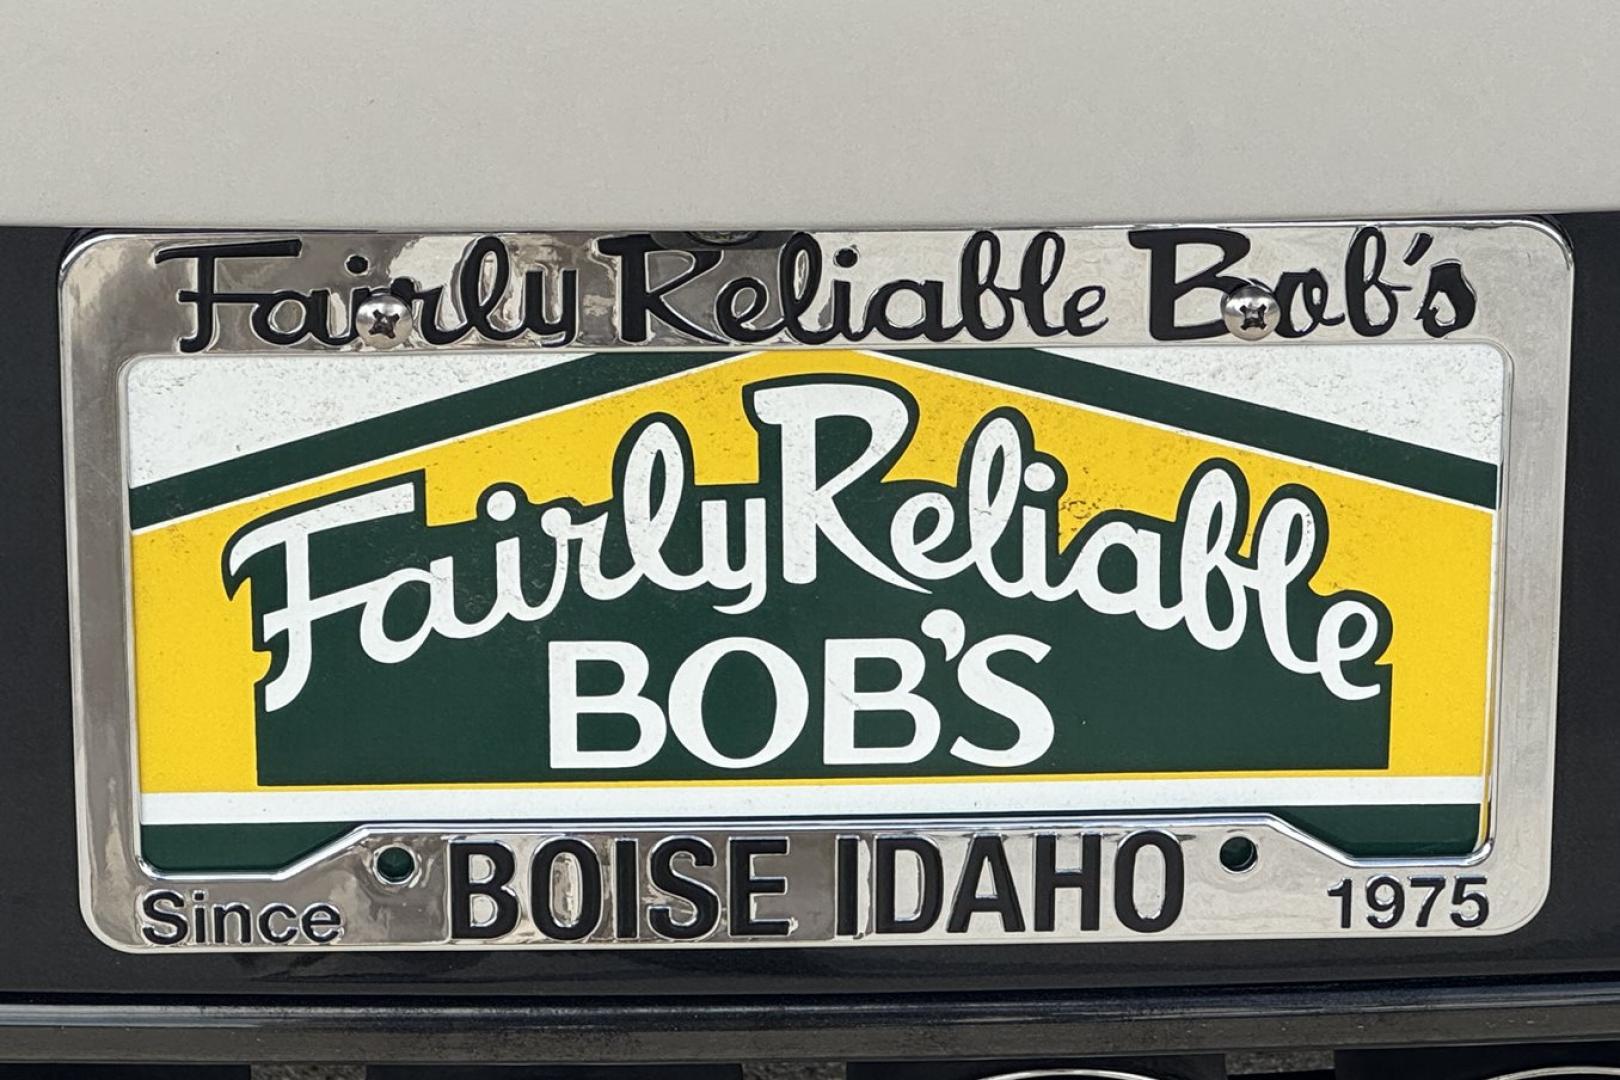 Fairly Reliable Bob's
Fairly Reliable
BOB'S
Since BOISE IDAHO 1975